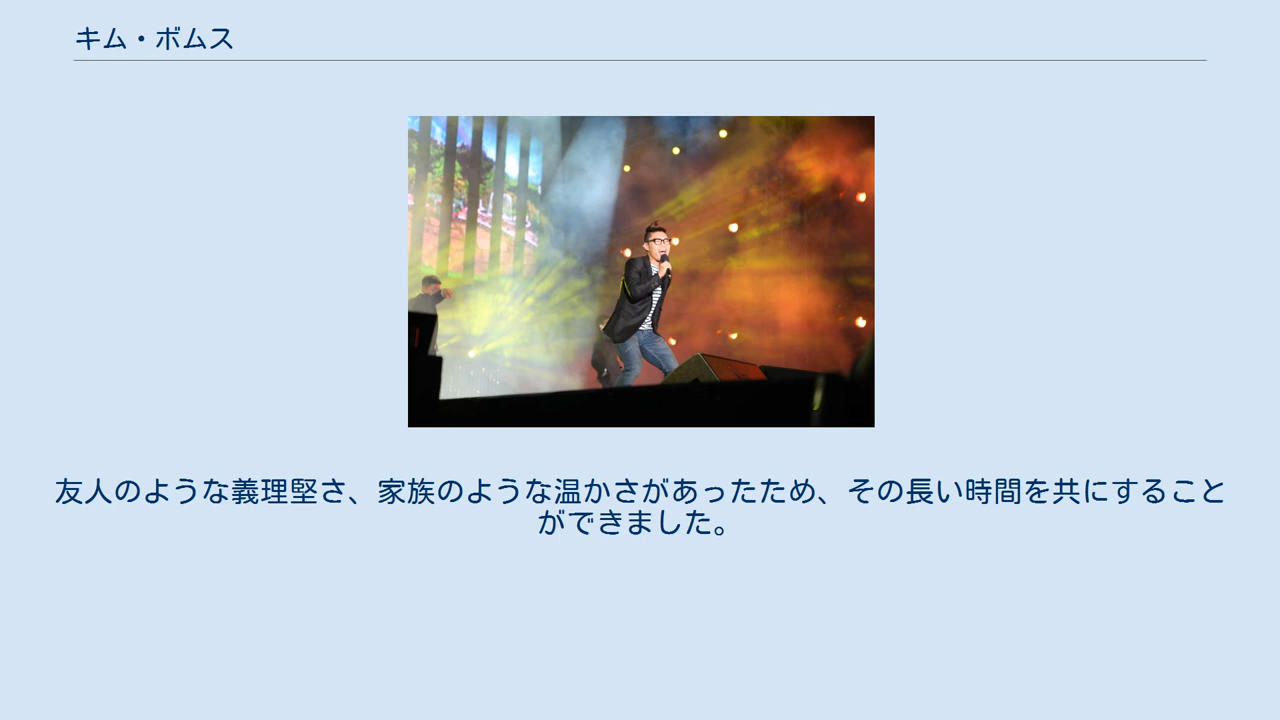 キム・ボムス
友人のような義理堅さ、家族のような温かさがあったため、その長い時間を共にすること
ができました。